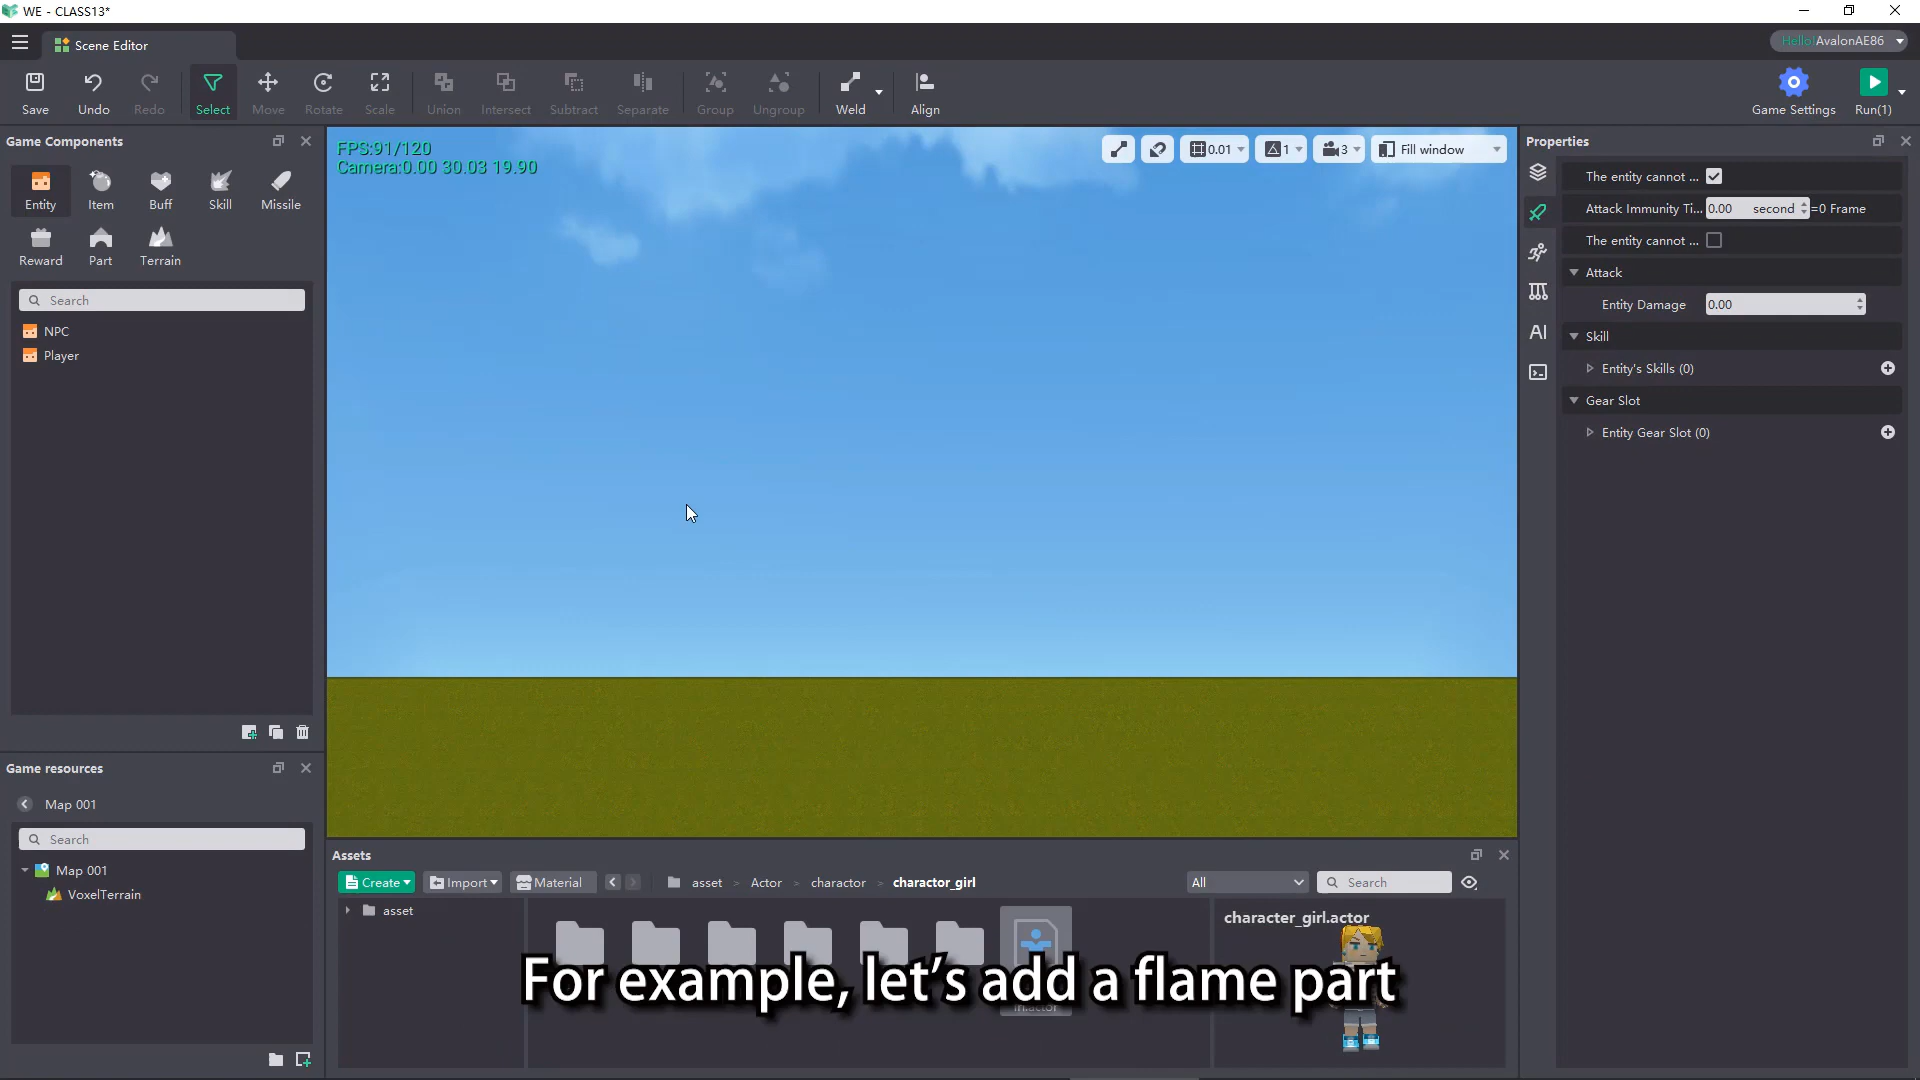 WE - CLASS13*
Scene Editor
Hello!AvalonAE86
Save
Undo
Redo
Select
Move
Rotate
Scale
Union
Intersect
Subtract
Separate
Group
Ungroup
Weld
Align
Game Settings
Run(1)
Game Components
Entity
Item
Buff
Skill
Missile
Reward
Part
Terrain
Search
NPC
Player
Game resources
Map 001
Search
Map 001
VoxelTerrain
FPS:91/120
Camera:0.00 30.03 19.90
0.01
1
3
Fill window
Properties
The entity cannot ...
Attack Immunity Ti... 0.00 second =0 Frame
The entity cannot ...
Attack
Entity Damage 0.00
Skill
Entity's Skills (0)
Gear Slot
Entity Gear Slot (0)
AI
Assets
Create
Import
Material
asset > Actor > charactor > charactor_girl
All
Search
asset
character_girl.actor
For example, let's add a flame part